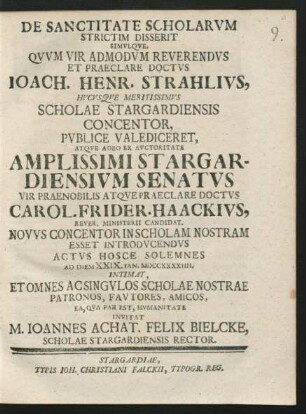 9.
DE SANCTITATE SCHOLARVM
STRICTIM DISSERIT
SIMVLQVE,
QVVM VIR ADMODVM REVERENDVS
ET PRAECLARE DOCTVS
IOACH. HENR. STRAHLIVS,
HVCVSQVE MERITISSIMVS
SCHOLAE STARGARDIENSIS
CONCENTOR,
PVBLICE VALEDICERET,
ATQVE ADEO EX AVCTORITATE
AMPLISSIMI STARGAR-
DIENSIVM SENATVS
VIR PRAENOBILIS ATQVE PRAECLARE DOCTVS
CAROL. FRIDER. HAACKIVS,
REVER. MINISTERII CANDIDAT.
NOVVS CONCENTOR IN SCHOLAM NOSTRAM
ESSET INTRODVCENDVS
ACTVS HOSCE SOLEMNES
AD DIEM XXIX. IAN. MDCCXXXXIIII.
INTIMAT,
ET OMNES AC SINGVLOS SCHOLAE NOSTRAE
PATRONOS, FAVTORES, AMICOS,
EA, QVA PAR EST, HVMANITATE
INVITAT
M. IOANNES ACHAT. FELIX BIELCKE,
SCHOLAE STARGARDIENSIS RECTOR.
STARGARDIAE,
TYPIS IOH. CHRISTIANI FALCKII, TYPOGR. REG.